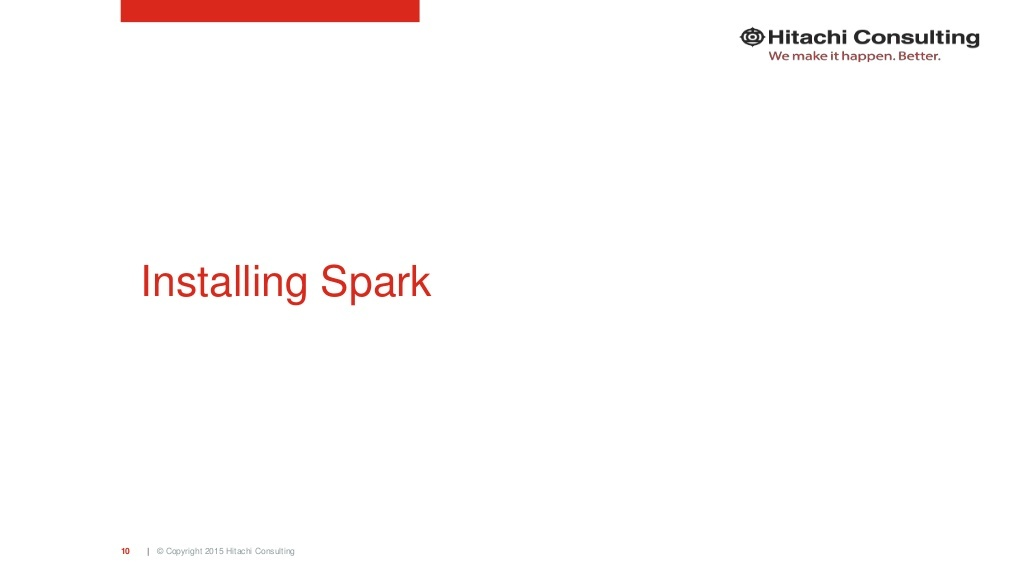 Hitachi Consulting
We make it happen. Better.
Installing Spark
10 | © Copyright 2015 Hitachi Consulting